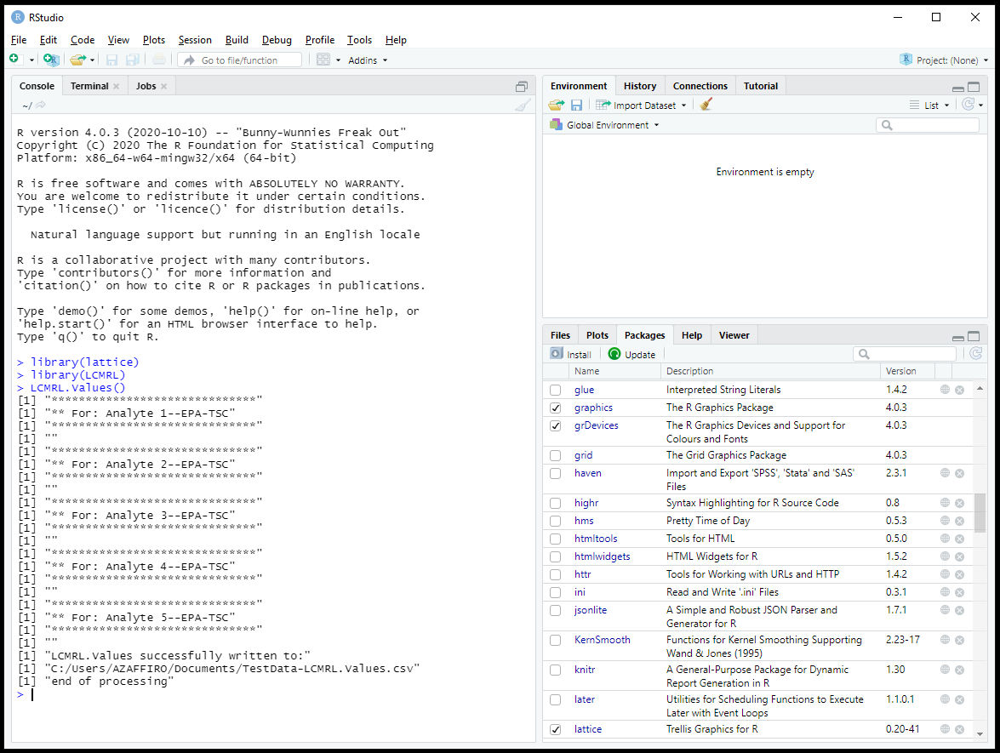 RStudio
File Edit Code View Plots Session Build Debug Profile Tools Help
Go to file/function Addins Project: (None)
Console Terminal Jobs
~/
R version 4.0.3 (2020-10-10) -- "Bunny-Wunnies Freak Out"
Copyright (C) 2020 The R Foundation for Statistical Computing
Platform: x86_64-w64-mingw32/x64 (64-bit)
R is free software and comes with ABSOLUTELY NO WARRANTY.
You are welcome to redistribute it under certain conditions.
Type 'license()' or 'licence()' for distribution details.
Natural language support but running in an English locale
R is a collaborative project with many contributors.
Type 'contributors()' for more information and
'citation()' on how to cite R or R packages in publications.
Type 'demo()' for some demos, 'help()' for on-line help, or
'help.start()' for an HTML browser interface to help.
Type 'q()' to quit R.
> library(lattice)
> library(LCMRL)
> LCMRL.Values()
[1] "******************************"
[1] "** For: Analyte 1--EPA-TSC"
[1] "******************************"
[1] ""
[1] "******************************"
[1] "** For: Analyte 2--EPA-TSC"
[1] "******************************"
[1] ""
[1] "******************************"
[1] "** For: Analyte 3--EPA-TSC"
[1] "******************************"
[1] ""
[1] "******************************"
[1] "** For: Analyte 4--EPA-TSC"
[1] "******************************"
[1] ""
[1] "******************************"
[1] "** For: Analyte 5--EPA-TSC"
[1] "******************************"
[1] ""
[1] "LCMRL.Values successfully written to:"
[1] "C:/Users/AZAFFIRO/Documents/TestData-LCMRL.Values.csv"
[1] "end of processing"
>
Environment History Connections Tutorial
Import Dataset List
Global Environment
Environment is empty
Files Plots Packages Help Viewer
Install Update
Name Description Version
glue Interpreted String Literals 1.4.2
graphics The R Graphics Package 4.0.3
grDevices The R Graphics Devices and Support for 4.0.3
Colours and Fonts
grid The Grid Graphics Package 4.0.3
haven Import and Export 'SPSS', 'Stata' and 'SAS' 2.3.1
Files
highr Syntax Highlighting for R Source Code 0.8
hms Pretty Time of Day 0.5.3
htmltools Tools for HTML 0.5.0
htmlwidgets HTML Widgets for R 1.5.2
httr Tools for Working with URLs and HTTP 1.4.2
ini Read and Write '.ini' Files 0.3.1
jsonlite A Simple and Robust JSON Parser and 1.7.1
Generator for R
KernSmooth Functions for Kernel Smoothing Supporting 2.23-17
Wand & Jones (1995)
knitr A General-Purpose Package for Dynamic 1.30
Report Generation in R
later Utilities for Scheduling Functions to Execute 1.1.0.1
Later with Event Loops
lattice Trellis Graphics for R 0.20-41